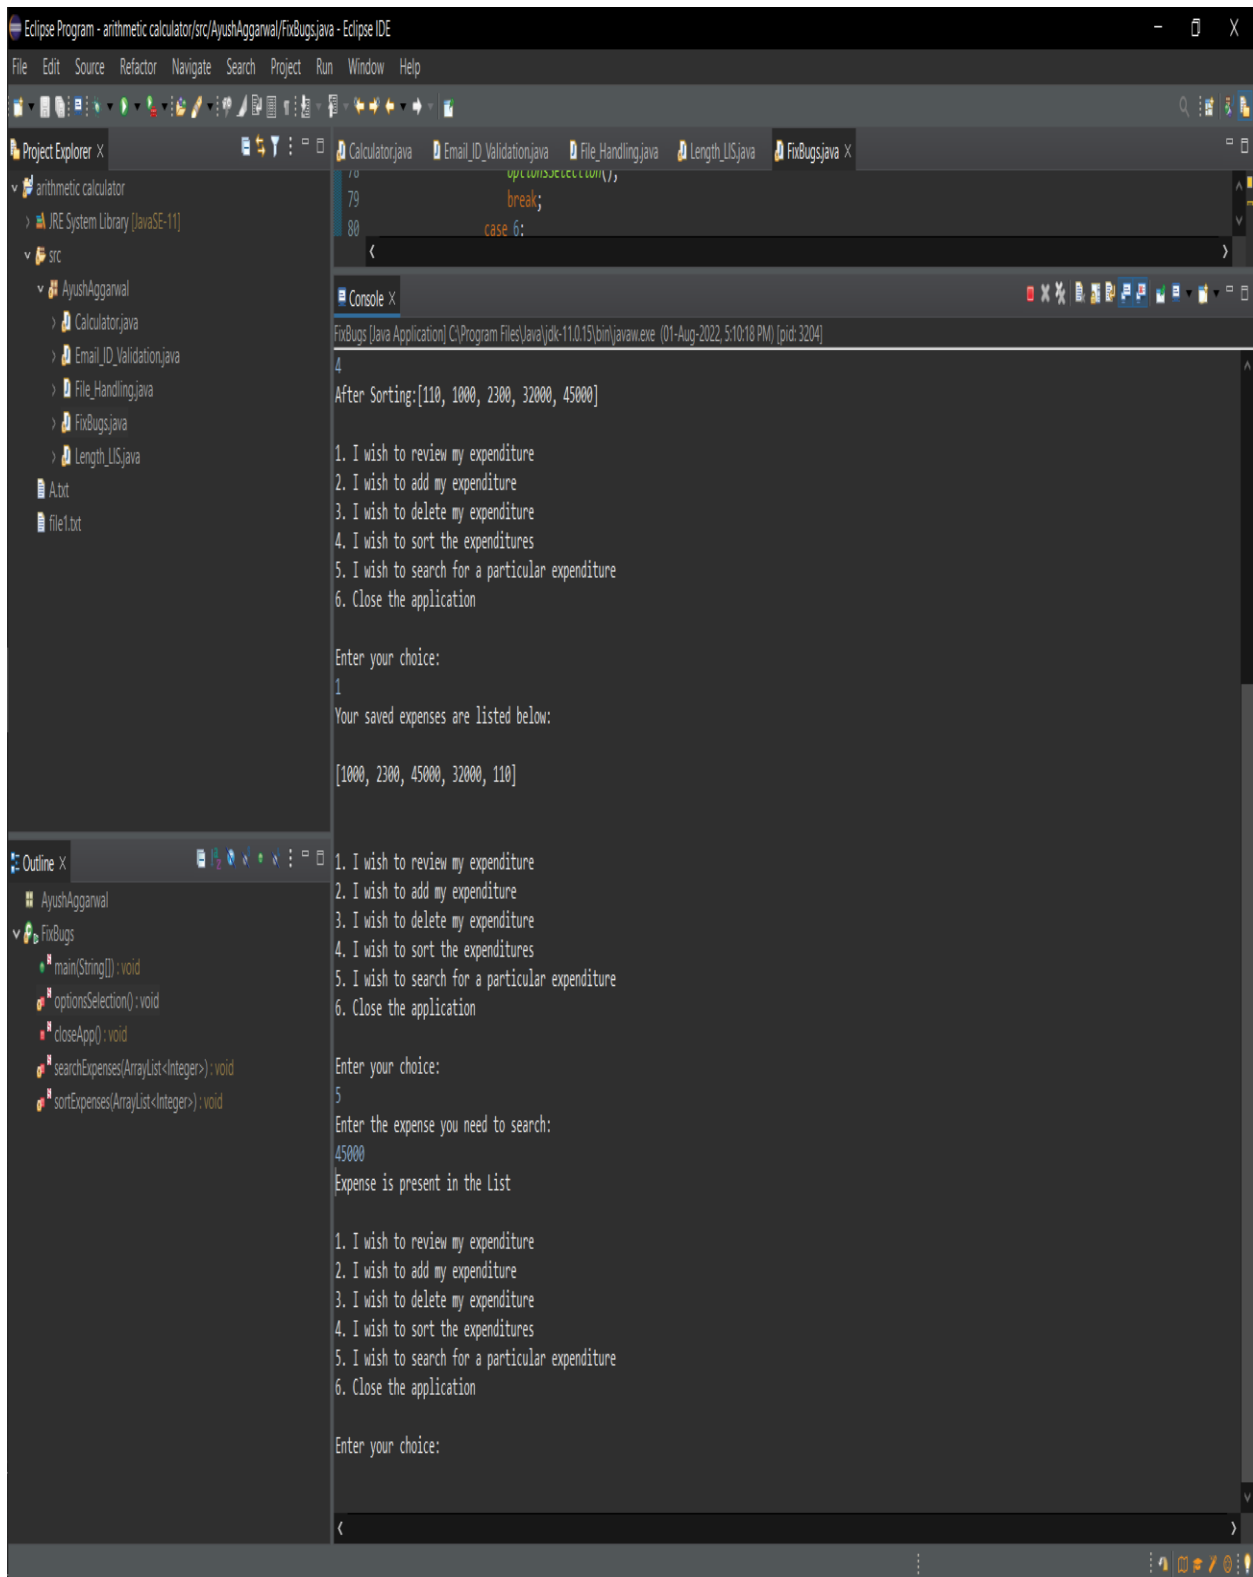 Eclipse Program - arithmetic calculator/src/AyushAggarwal/FixBugs.java - Eclipse IDE
File Edit Source Refactor Navigate Search Project Run Window Help
Project Explorer
arithmetic calculator
JRE System Library [JavaSE-11]
src
AyushAggarwal
Calculator.java
Email_ID_Validation.java
File_Handling.java
FixBugs.java
Length_LIS.java
A.txt
file1.txt
Outline
AyushAggarwal
FixBugs
main(String[]) : void
optionsSelection() : void
closeApp() : void
searchExpenses(ArrayList<Integer>) : void
sortExpenses(ArrayList<Integer>) : void
Calculator.java Email_ID_Validation.java File_Handling.java Length_LIS.java FixBugs.java
78 optionsSelection();
79 break;
80 case 6:
Console
FixBugs [Java Application] C:\Program Files\Java\jdk-11.0.15\bin\javaw.exe (01-Aug-2022, 5:10:18 PM) [pid: 3204]
4
After Sorting:[110, 1000, 2300, 32000, 45000]
1. I wish to review my expenditure
2. I wish to add my expenditure
3. I wish to delete my expenditure
4. I wish to sort the expenditures
5. I wish to search for a particular expenditure
6. Close the application
Enter your choice:
1
Your saved expenses are listed below:
[1000, 2300, 45000, 32000, 110]
1. I wish to review my expenditure
2. I wish to add my expenditure
3. I wish to delete my expenditure
4. I wish to sort the expenditures
5. I wish to search for a particular expenditure
6. Close the application
Enter your choice:
5
Enter the expense you need to search:
45000
Expense is present in the List
1. I wish to review my expenditure
2. I wish to add my expenditure
3. I wish to delete my expenditure
4. I wish to sort the expenditures
5. I wish to search for a particular expenditure
6. Close the application
Enter your choice: